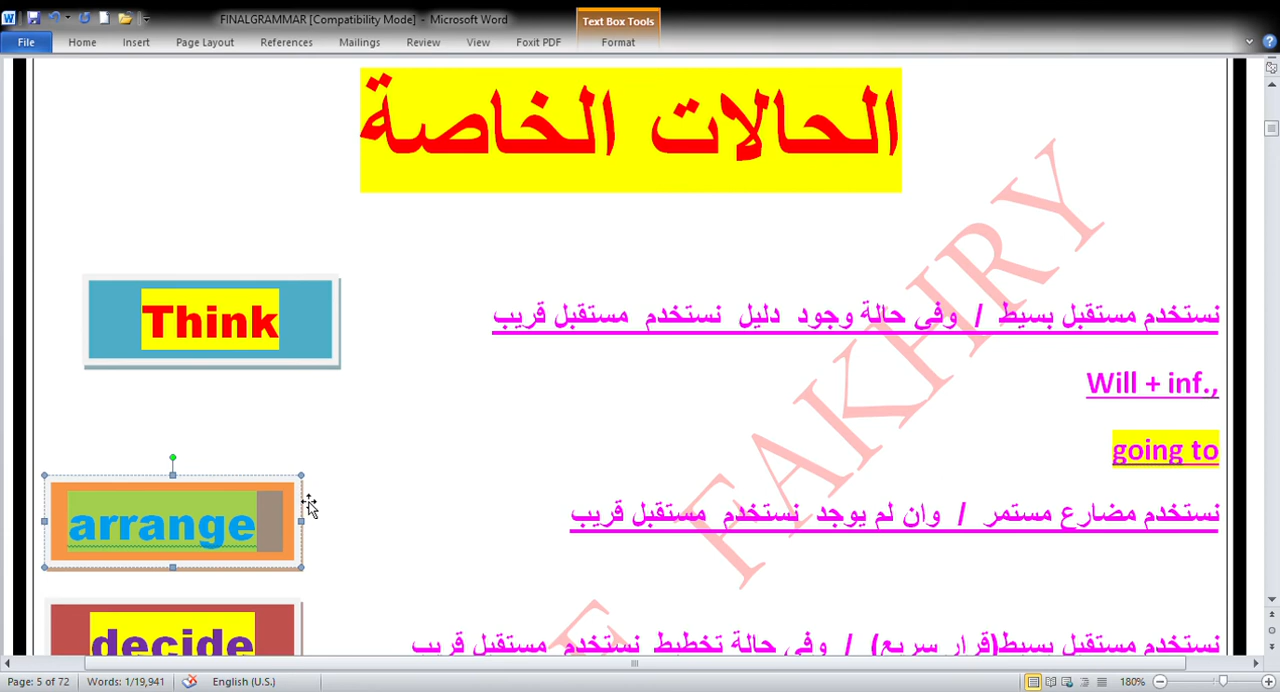 FINALGRAMMAR [Compatibility Mode] - Microsoft Word
Text Box Tools
File Home Insert Page Layout References Mailings Review View Foxit PDF Format
الحالات الخاصة
Think
نستخدم مستقبل بسيط / وفي حالة وجود دليل نستخدم مستقبل قريب
Will + inf.,
going to
arrange
نستخدم مضارع مستمر / وان لم يوجد نستخدم مستقبل قريب
decide
نستخدم مستقبل بسيط(قرار سريع) / وفي حالة تخطيط نستخدم مستقبل قريب
FAKHRY
Page: 5 of 72 Words: 1/19,941 English (U.S.) 180%